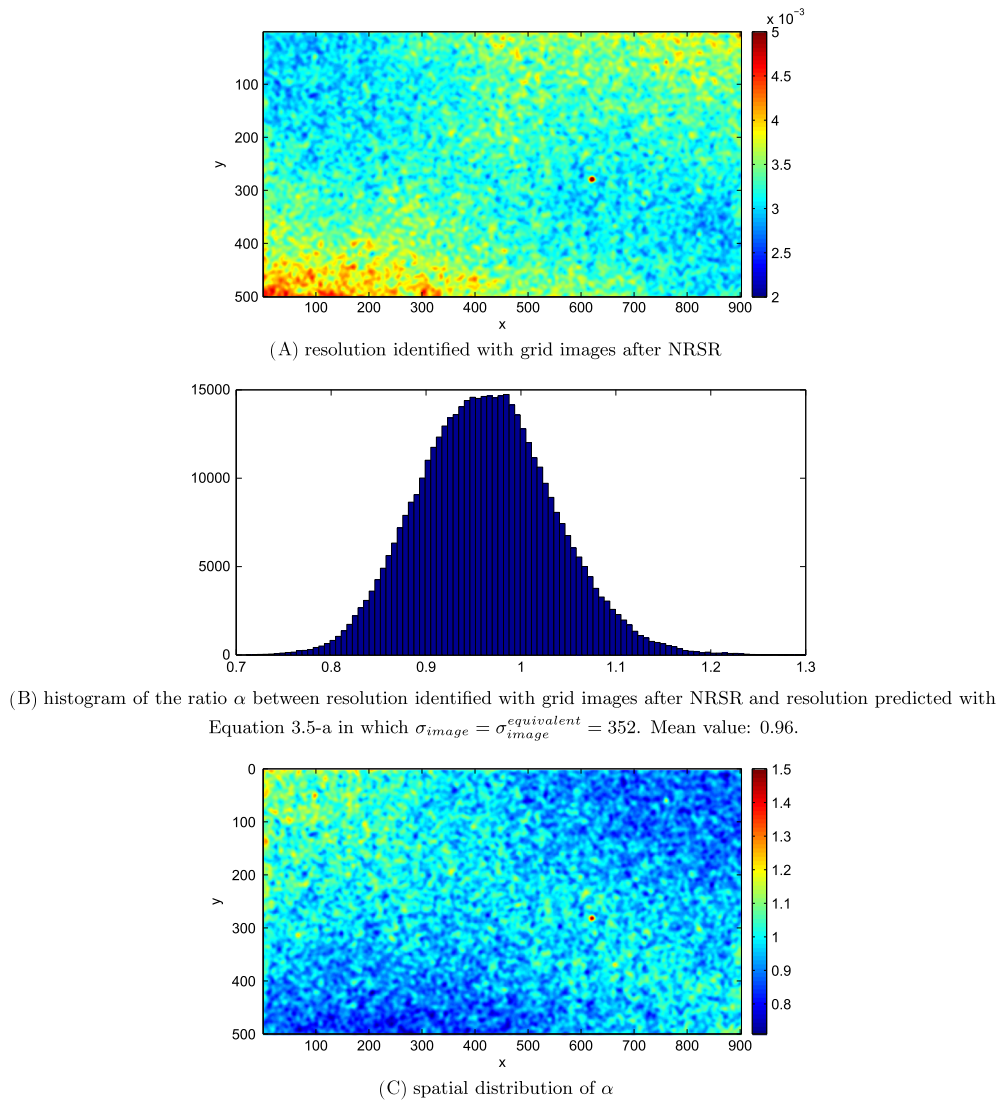 x 10⁻³
5
4.5
4
3.5
3
2.5
2
100
200
300
400
500
y
100 200 300 400 500 600 700 800 900
x
(A) resolution identified with grid images after NRSR
15000
10000
5000
0
0.7 0.8 0.9 1 1.1 1.2 1.3
(B) histogram of the ratio α between resolution identified with grid images after NRSR and resolution predicted with
Equation 3.5-a in which σ_{image} = σ_{image}^{equivalent} = 352. Mean value: 0.96.
0
100
200
300
400
500
y
1.5
1.4
1.3
1.2
1.1
1
0.9
0.8
100 200 300 400 500 600 700 800 900
x
(C) spatial distribution of α